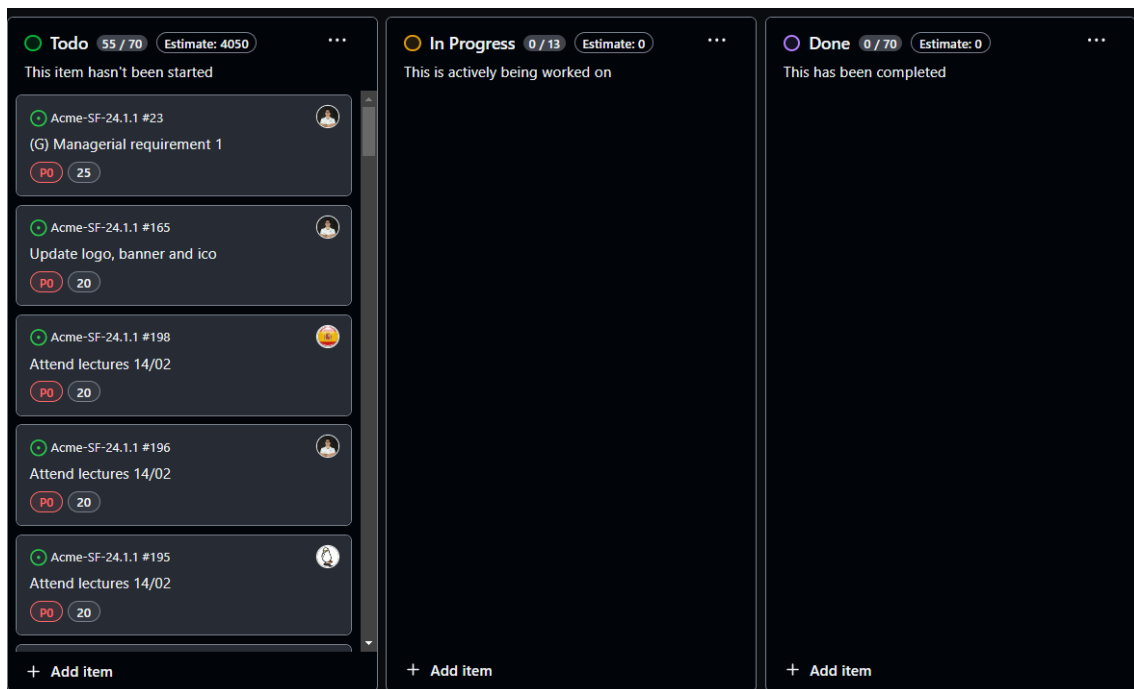 Todo 55 / 70 Estimate: 4050
This item hasn't been started
Acme-SF-24.1.1 #23
(G) Managerial requirement 1
P0 25
Acme-SF-24.1.1 #165
Update logo, banner and ico
P0 20
Acme-SF-24.1.1 #198
Attend lectures 14/02
P0 20
Acme-SF-24.1.1 #196
Attend lectures 14/02
P0 20
Acme-SF-24.1.1 #195
Attend lectures 14/02
P0 20
+ Add item
In Progress 0 / 13 Estimate: 0
This is actively being worked on
+ Add item
Done 0 / 70 Estimate: 0
This has been completed
+ Add item